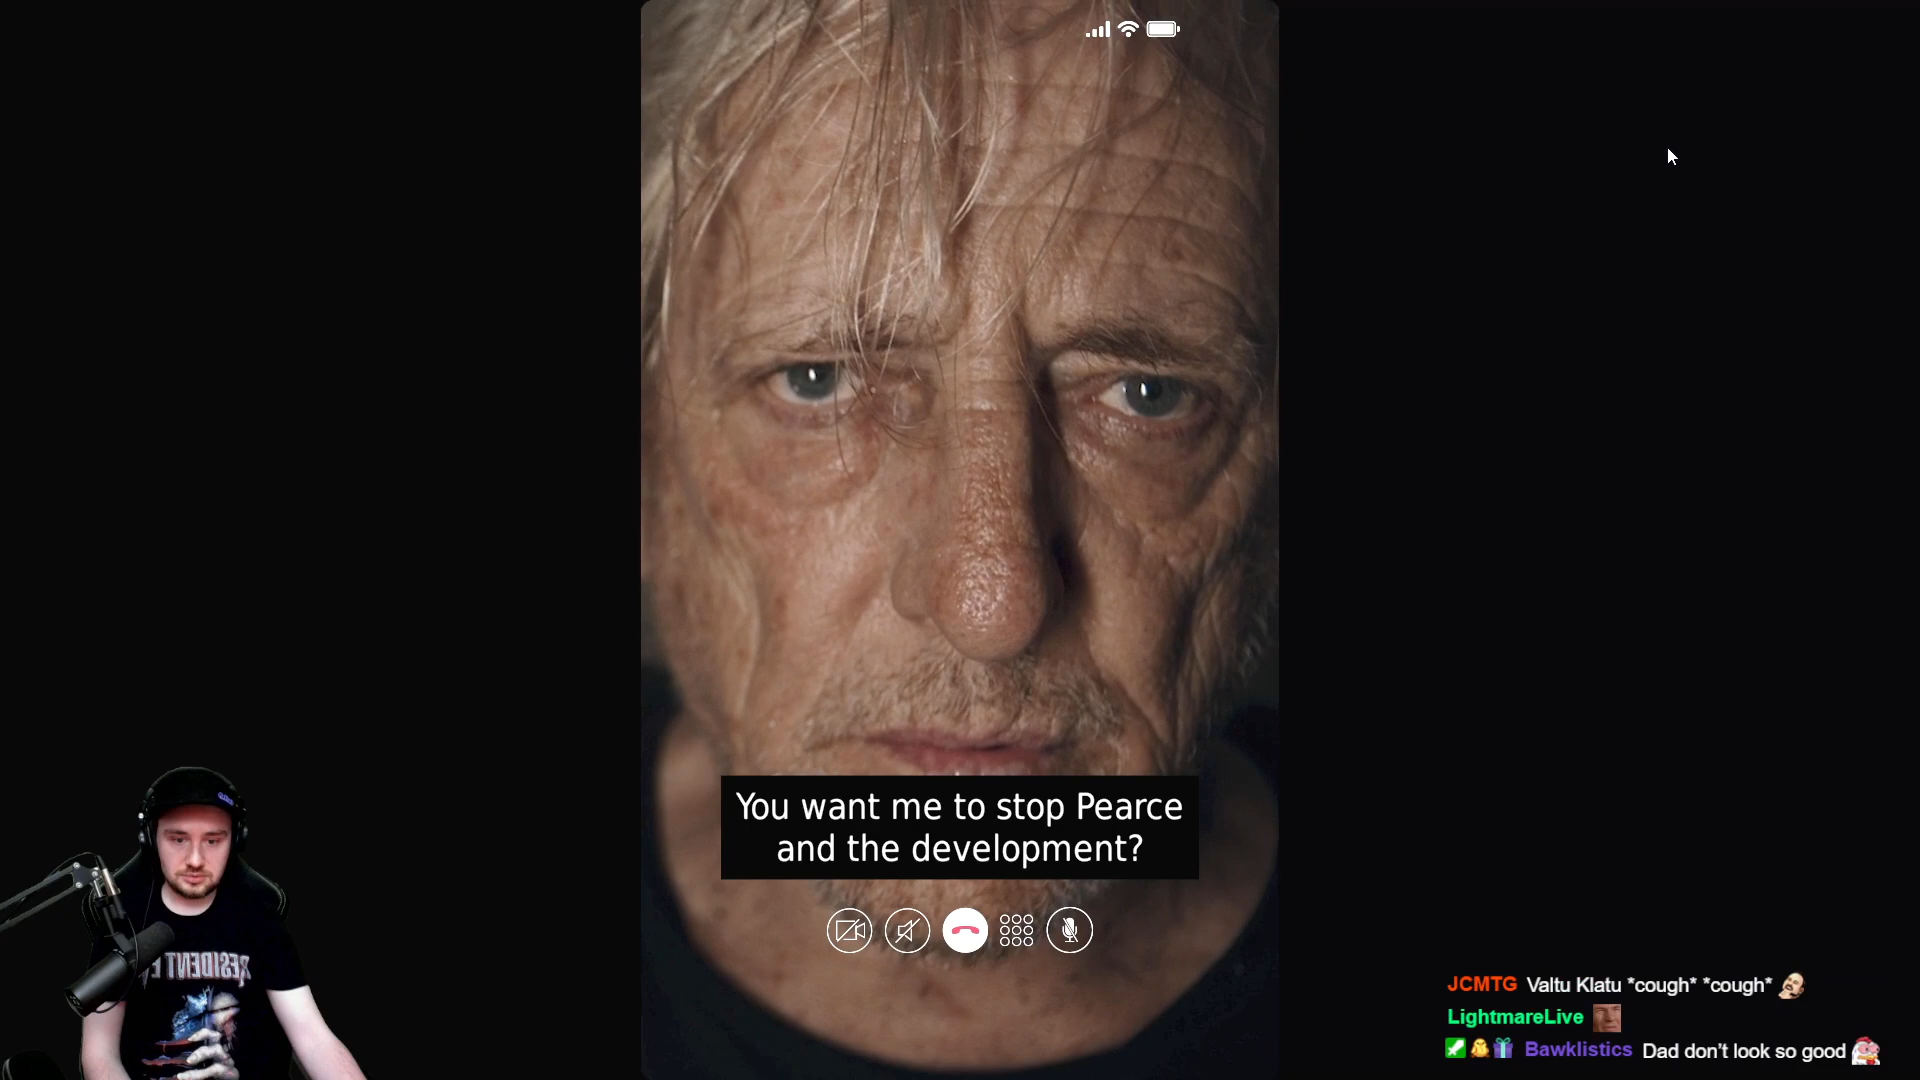 You want me to stop Pearce
and the development?
JCMTG Valtu Klatu *cough* *cough*
LightmareLive
Bawklistics Dad don't look so good